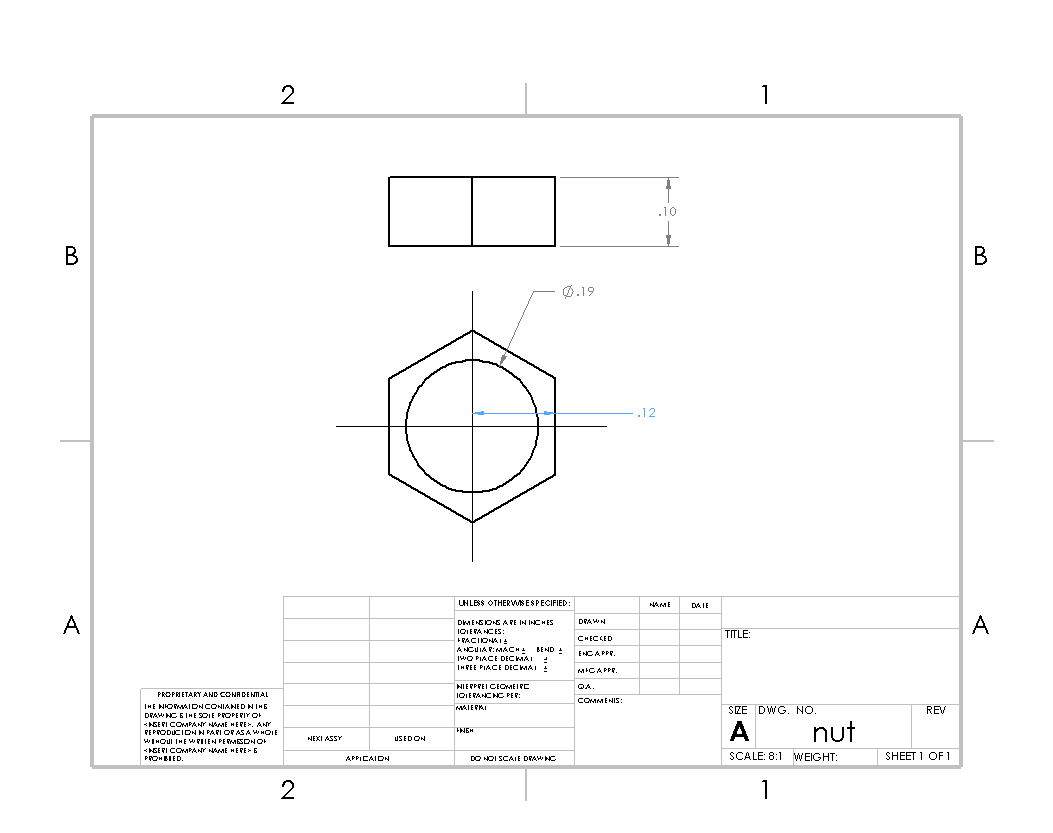 2 1
B B
.10
Ø.19
.12
A A
UNLESS OTHERWISE SPECIFIED:
NAME DATE
DIMENSIONS ARE IN INCHES
TOLERANCES:
FRACTIONAL ±
ANGULAR: MACH ± BEND ±
TWO PLACE DECIMAL ±
THREE PLACE DECIMAL ±
DRAWN
CHECKED
ENG APPR.
MFG APPR.
Q.A.
COMMENTS:
TITLE:
INTERPRET GEOMETRIC
TOLERANCING PER:
MATERIAL
FINISH
PROPRIETARY AND CONFIDENTIAL
THE INFORMATION CONTAINED IN THIS
DRAWING IS THE SOLE PROPERTY OF
<INSERT COMPANY NAME HERE>. ANY
REPRODUCTION IN PART OR AS A WHOLE
WITHOUT THE WRITTEN PERMISSION OF
<INSERT COMPANY NAME HERE> IS
PROHIBITED.
NEXT ASSY USED ON
APPLICATION
DO NOT SCALE DRAWING
SIZE DWG. NO. REV
A nut
SCALE: 8:1 WEIGHT: SHEET 1 OF 1
2 1